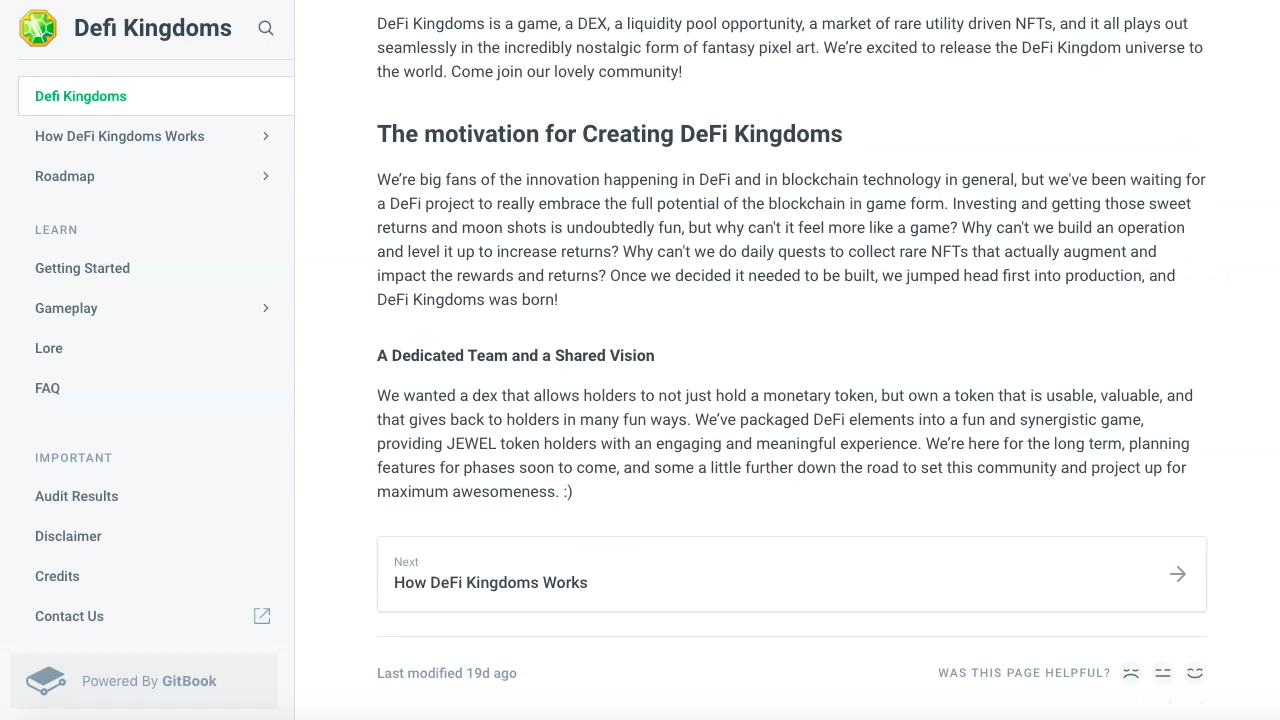 Defi Kingdoms
Defi Kingdoms
How DeFi Kingdoms Works
Roadmap
LEARN
Getting Started
Gameplay
Lore
FAQ
IMPORTANT
Audit Results
Disclaimer
Credits
Contact Us
Powered By GitBook
DeFi Kingdoms is a game, a DEX, a liquidity pool opportunity, a market of rare utility driven NFTs, and it all plays out
seamlessly in the incredibly nostalgic form of fantasy pixel art. We’re excited to release the DeFi Kingdom universe to
the world. Come join our lovely community!
The motivation for Creating DeFi Kingdoms
We’re big fans of the innovation happening in DeFi and in blockchain technology in general, but we've been waiting for
a DeFi project to really embrace the full potential of the blockchain in game form. Investing and getting those sweet
returns and moon shots is undoubtedly fun, but why can't it feel more like a game? Why can't we build an operation
and level it up to increase returns? Why can't we do daily quests to collect rare NFTs that actually augment and
impact the rewards and returns? Once we decided it needed to be built, we jumped head first into production, and
DeFi Kingdoms was born!
A Dedicated Team and a Shared Vision
We wanted a dex that allows holders to not just hold a monetary token, but own a token that is usable, valuable, and
that gives back to holders in many fun ways. We’ve packaged DeFi elements into a fun and synergistic game,
providing JEWEL token holders with an engaging and meaningful experience. We’re here for the long term, planning
features for phases soon to come, and some a little further down the road to set this community and project up for
maximum awesomeness. :)
Next
How DeFi Kingdoms Works
Last modified 19d ago
WAS THIS PAGE HELPFUL?